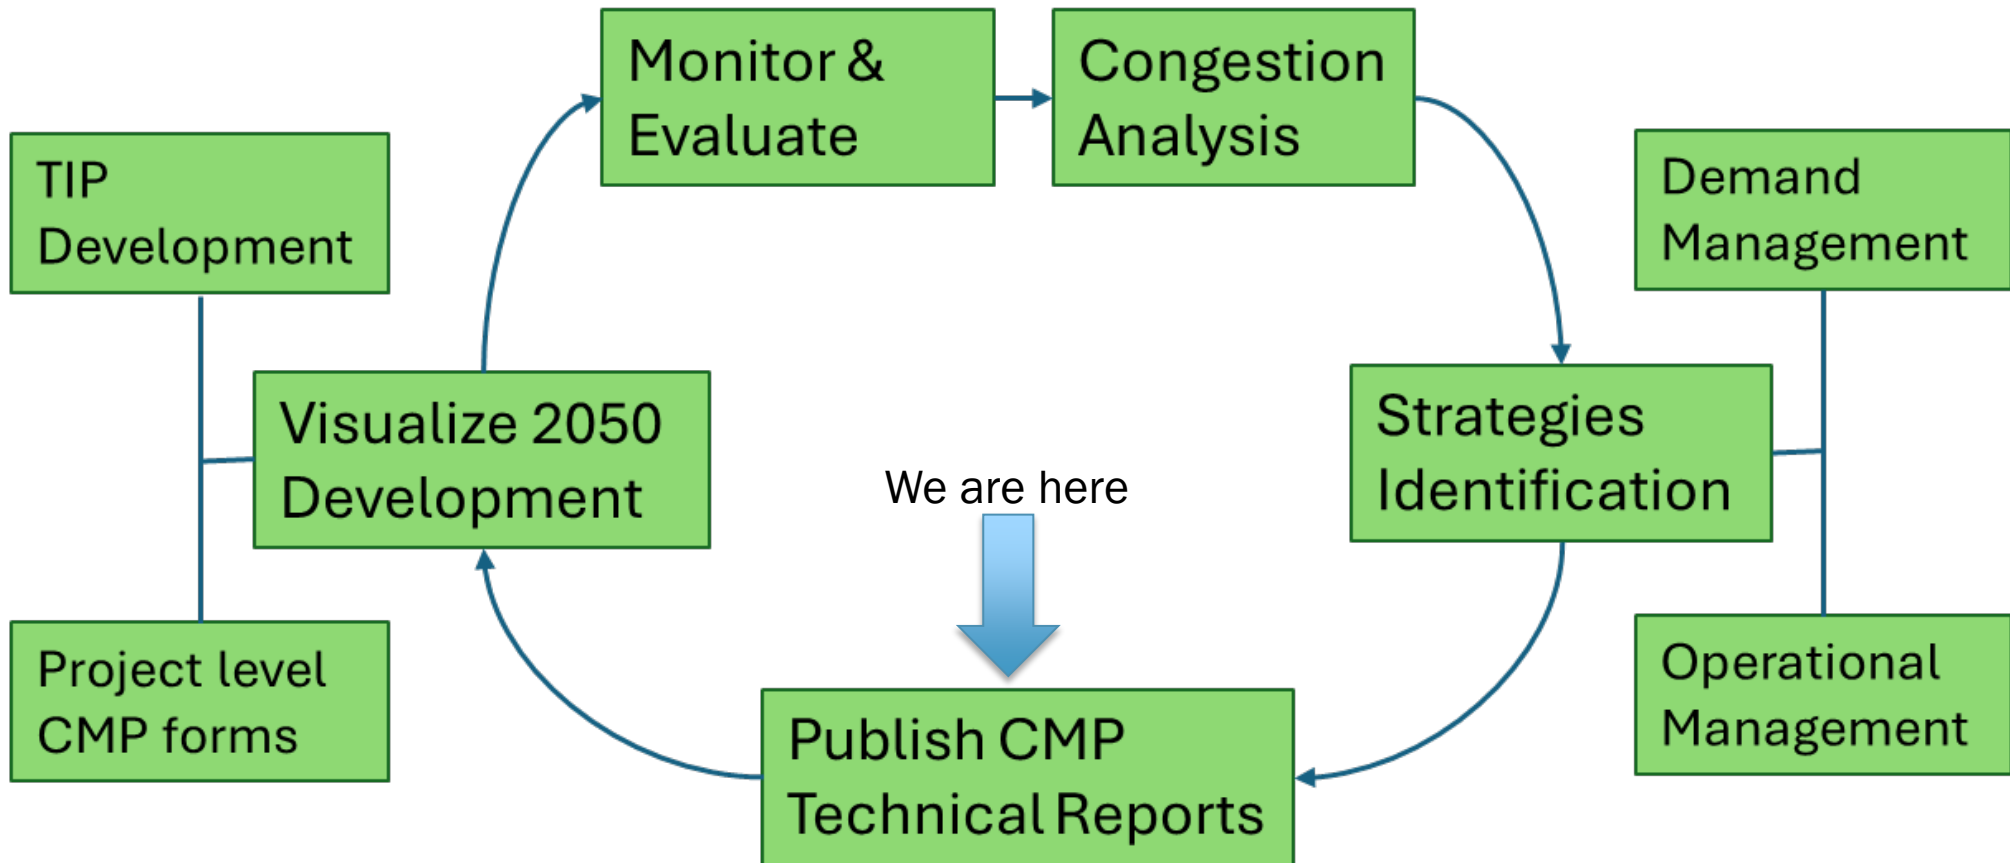 Monitor &
Evaluate
Congestion
Analysis
TIP
Development
Demand
Management
Visualize 2050
Development
Strategies
Identification
We are here
Project level
CMP forms
Operational
Management
Publish CMP
Technical Reports